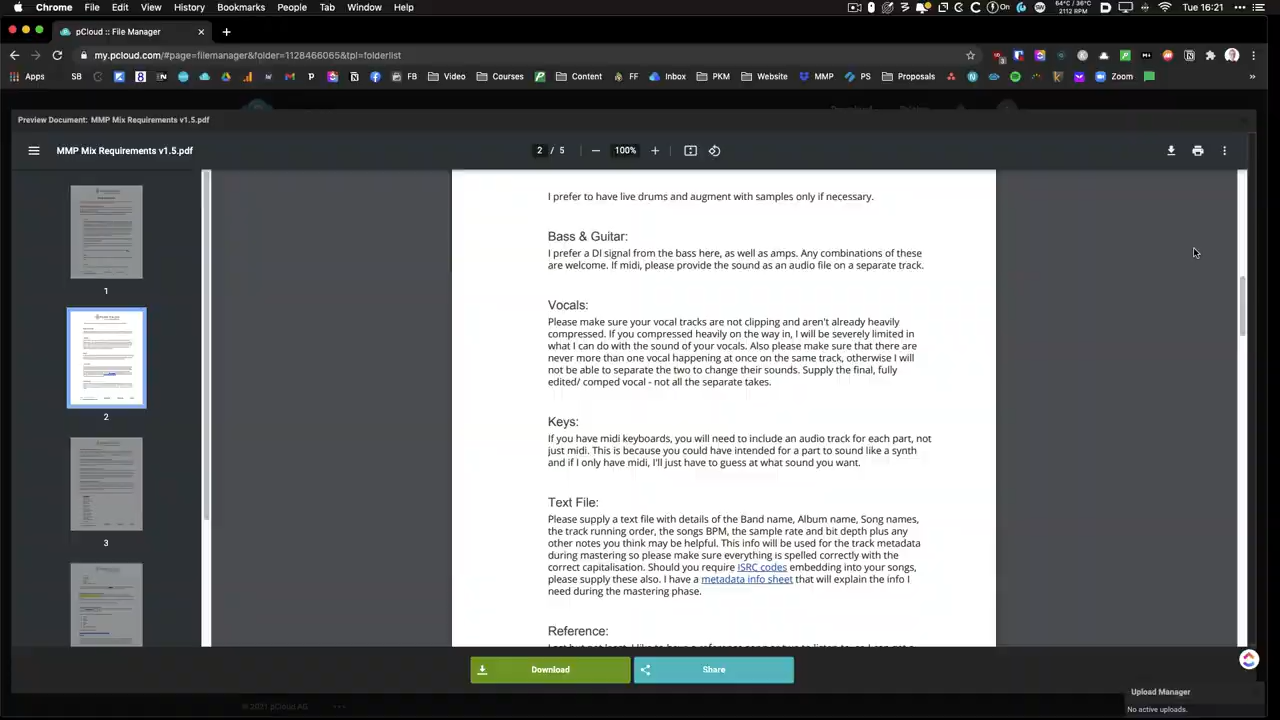 Chrome File Edit View History Bookmarks People Tab Window Help
On 64°C / 36°C 2112 RPM Tue 16:21
pCloud :: File Manager
my.pcloud.com/#page=filemanager&folder=1128466065&tpl=folderlist
Apps SB FB Video Courses Content FF Inbox PKM Website MMP PS Proposals Zoom
Preview Document: MMP Mix Requirements v1.5.pdf
MMP Mix Requirements v1.5.pdf 2 / 5 100%
I prefer to have live drums and augment with samples only if necessary.
Bass & Guitar:
I prefer a DI signal from the bass here, as well as amps. Any combinations of these
are welcome. If midi, please provide the sound as an audio file on a separate track.
Vocals:
Please make sure your vocal tracks are not clipping and aren't already heavily
compressed. If you compressed heavily on the way in, I will be severely limited in
what I can do with the sound of your vocals. Also please make sure that there are
never more than one vocal happening at once on the same track, otherwise I will
not be able to separate the two to change their sounds. Supply the final, fully
edited/ comped vocal - not all the separate takes.
Keys:
If you have midi keyboards, you will need to include an audio track for each part, not
just midi. This is because you could have intended for a part to sound like a synth
and if I only have midi, I'll just have to guess at what sound you want.
Text File:
Please supply a text file with details of the Band name, Album name, Song names,
the track running order, the songs BPM, the sample rate and bit depth plus any
other notes you think may be helpful. This info will be used for the track metadata
during mastering so please make sure everything is spelled correctly with the
correct capitalisation. Should you require ISRC codes embedding into your songs,
please supply these also. I have a metadata info sheet that will explain the info I
need during the mastering phase.
Reference:
1
2
3
Download Share
© 2021 pCloud AG
Upload Manager
No active uploads.